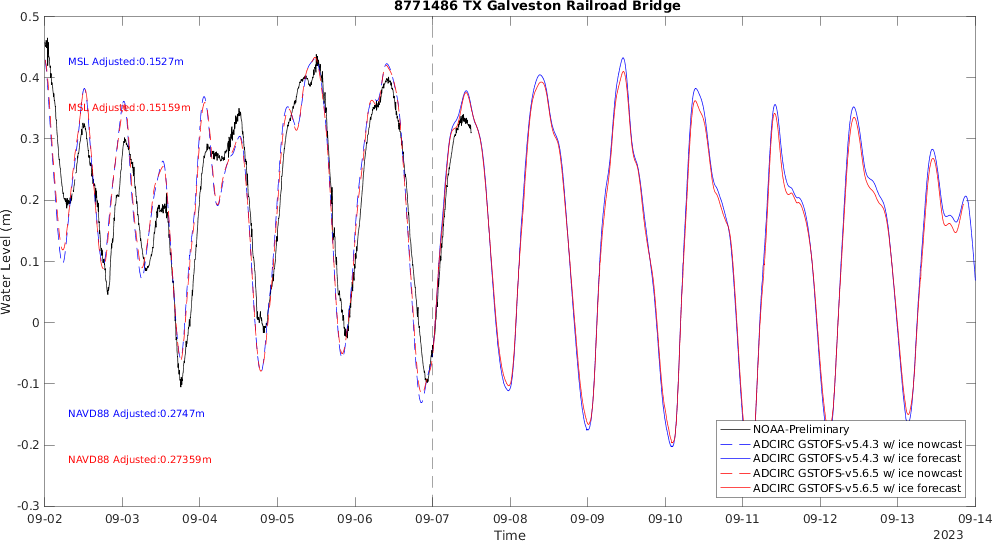 8771486 TX Galveston Railroad Bridge
Water Level (m)
0.5
0.4
0.3
0.2
0.1
0
-0.1
-0.2
-0.3
MSL Adjusted:0.1527m
MSL Adjusted:0.15159m
NAVD88 Adjusted:0.2747m
NAVD88 Adjusted:0.27359m
NOAA-Preliminary
ADCIRC GSTOFS-v5.4.3 w/ ice nowcast
ADCIRC GSTOFS-v5.4.3 w/ ice forecast
ADCIRC GSTOFS-v5.6.5 w/ ice nowcast
ADCIRC GSTOFS-v5.6.5 w/ ice forecast
09-02 09-03 09-04 09-05 09-06 09-07 09-08 09-09 09-10 09-11 09-12 09-13 09-14
Time
2023